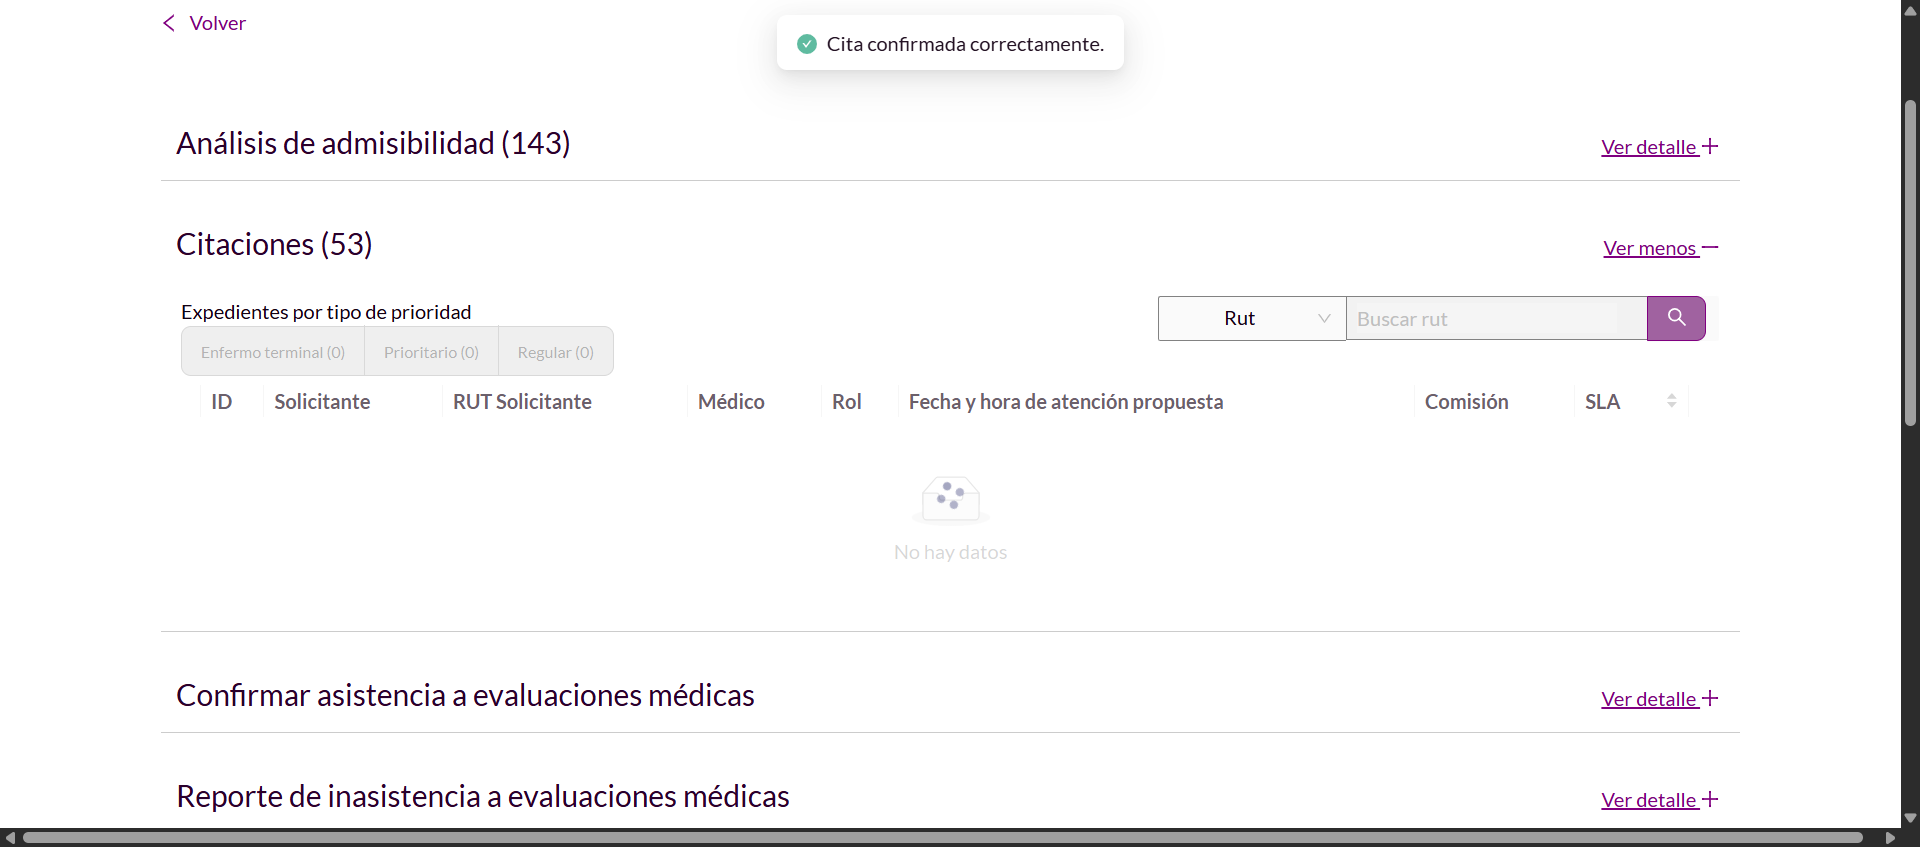 Volver
Cita confirmada correctamente.
Análisis de admisibilidad (143)
Ver detalle
Citaciones (53)
Ver menos
Expedientes por tipo de prioridad
Rut
Buscar rut
Enfermo terminal (0) Prioritario (0) Regular (0)
ID Solicitante RUT Solicitante Médico Rol Fecha y hora de atención propuesta Comisión SLA
No hay datos
Confirmar asistencia a evaluaciones médicas
Ver detalle
Reporte de inasistencia a evaluaciones médicas
Ver detalle